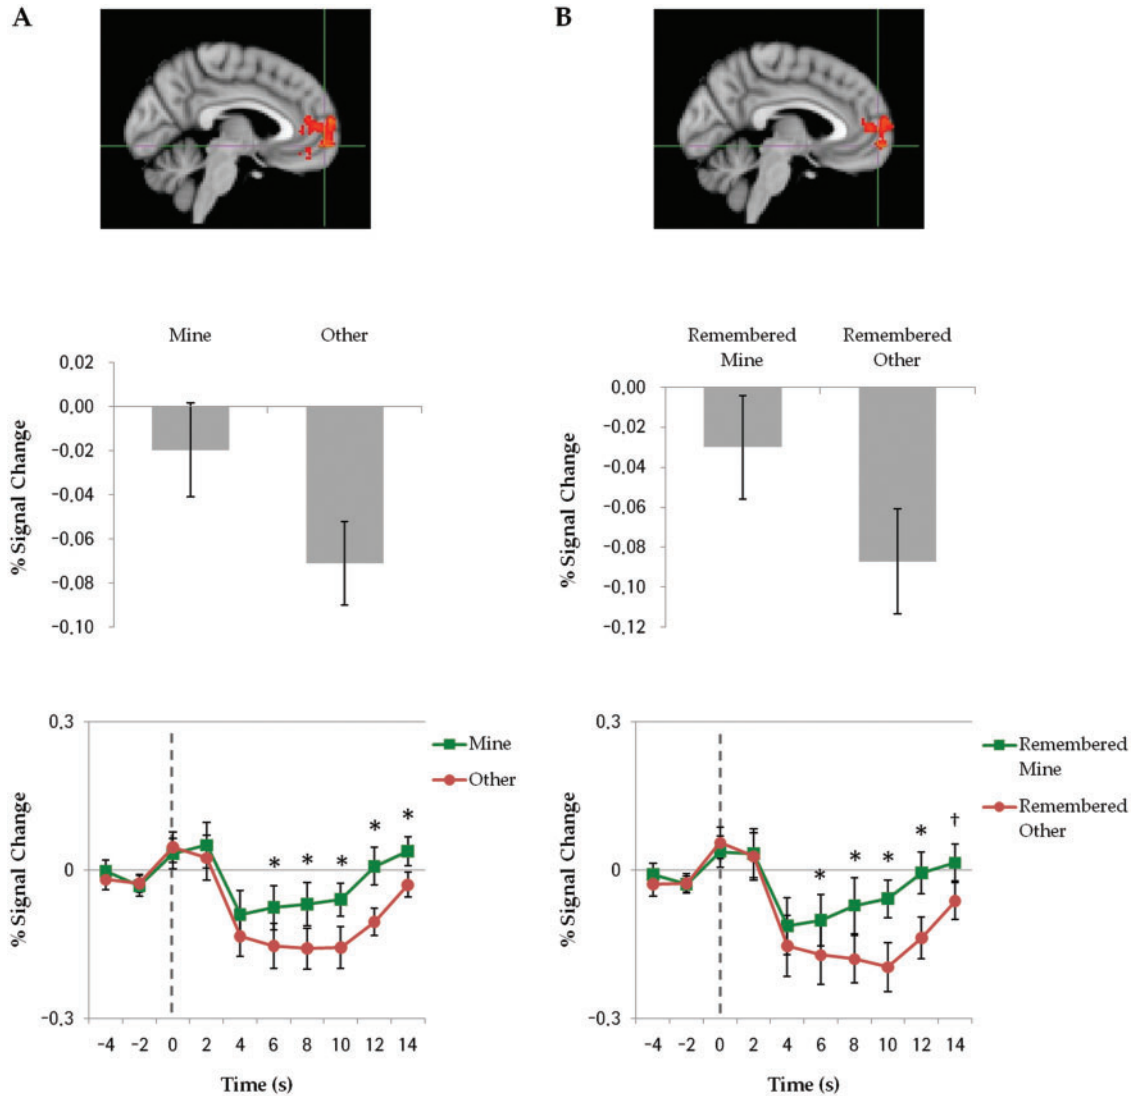 A
B
Mine Other
0.02
0.00
-0.02
-0.04
-0.06
-0.08
-0.10
% Signal Change
Remembered Remembered
Mine Other
0.00
-0.02
-0.04
-0.06
-0.08
-0.10
-0.12
% Signal Change
0.3
0
-0.3
% Signal Change
Mine
Other
* * * * *
-4 -2 0 2 4 6 8 10 12 14
Time (s)
0.3
0
-0.3
% Signal Change
Remembered
Mine
Remembered
Other
* * * * †
-4 -2 0 2 4 6 8 10 12 14
Time (s)